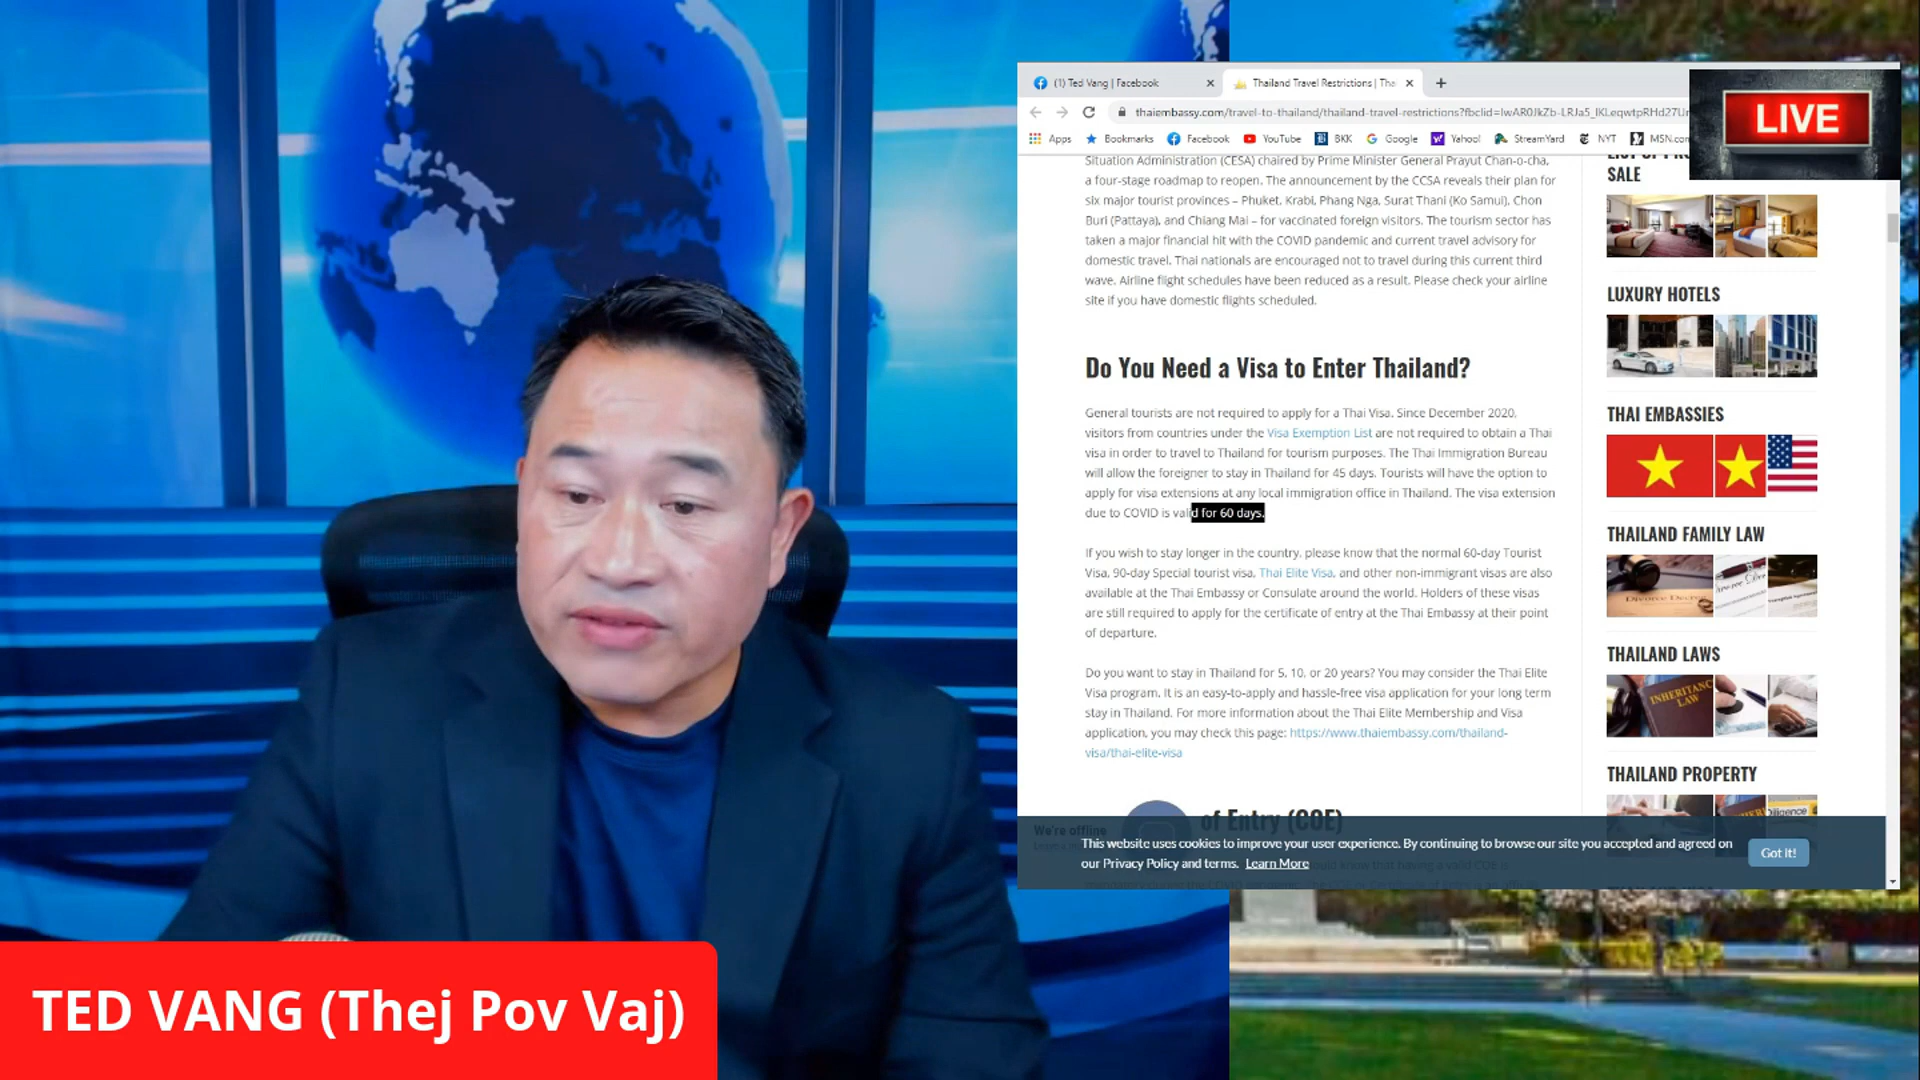 (1) Ted Vang | Facebook
Thailand Travel Restrictions | Tha
thaiembassy.com/travel-to-thailand/thailand-travel-restrictions?fbclid=
Apps
Bookmarks
Facebook
YouTube
BKK
Google
Yahoo!
StreamYard
NYT
MSN.con
LIVE
Situation Administration (CESA) chaired by Prime Minister General Prayut Chan-o-cha,
a four-stage roadmap to reopen. The announcement by the CCSA reveals their plan for
six major tourist provinces – Phuket, Krabi, Phang Nga, Surat Thani (Ko Samui), Chon
Buri (Pattaya), and Chiang Mai – for vaccinated foreign visitors. The tourism sector has
taken a major financial hit with the COVID pandemic and current travel advisory for
domestic travel. Thai nationals are encouraged not to travel during this current third
wave. Airline flight schedules have been reduced as a result. Please check your airline
site if you have domestic flights scheduled.
Do You Need a Visa to Enter Thailand?
General tourists are not required to apply for a Thai Visa. Since December 2020,
visitors from countries under the Visa Exemption List are not required to obtain a Thai
visa in order to travel to Thailand for tourism purposes. The Thai Immigration Bureau
will allow the foreigner to stay in Thailand for 45 days. Tourists will have the option to
apply for visa extensions at any local immigration office in Thailand. The visa extension
due to COVID is valid for 60 days.
If you wish to stay longer in the country, please know that the normal 60-day Tourist
Visa, 90-day Special tourist visa, Thai Elite Visa, and other non-immigrant visas are also
available at the Thai Embassy or Consulate around the world. Holders of these visas
are still required to apply for the certificate of entry at the Thai Embassy at their point
of departure.
Do you want to stay in Thailand for 5, 10, or 20 years? You may consider the Thai Elite
Visa program. It is an easy-to-apply and hassle-free visa application for your long term
stay in Thailand. For more information about the Thai Elite Membership and Visa
application, you may check this page: https://www.thaiembassy.com/thailand-
visa/thai-elite-visa
of Entry (COE)
We're offline
This website uses cookies to improve your user experience. By continuing to browse our site you accepted and agreed on
our Privacy Policy and terms. Learn More
Got It!
SALE
LUXURY HOTELS
THAI EMBASSIES
THAILAND FAMILY LAW
Divorce Decree
THAILAND LAWS
INHERITANC
LAW
THAILAND PROPERTY
TED VANG (Thej Pov Vaj)